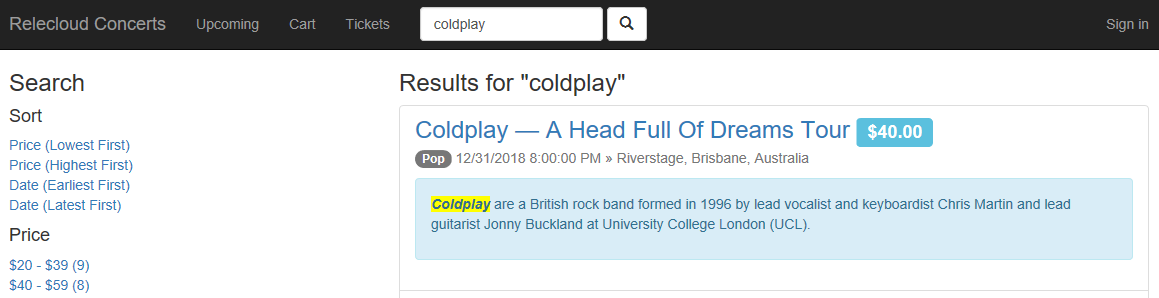 Relecloud Concerts Upcoming Cart Tickets coldplay Sign in
Search
Sort
Price (Lowest First)
Price (Highest First)
Date (Earliest First)
Date (Latest First)
Price
$20 - $39 (9)
$40 - $59 (8)
Results for "coldplay"
Coldplay — A Head Full Of Dreams Tour $40.00
Pop 12/31/2018 8:00:00 PM » Riverstage, Brisbane, Australia
Coldplay are a British rock band formed in 1996 by lead vocalist and keyboardist Chris Martin and lead
guitarist Jonny Buckland at University College London (UCL).